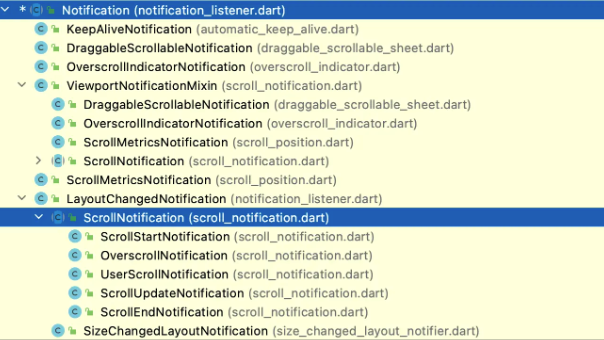 * Notification (notification_listener.dart)
KeepAliveNotification (automatic_keep_alive.dart)
DraggableScrollableNotification (draggable_scrollable_sheet.dart)
OverscrollIndicatorNotification (overscroll_indicator.dart)
ViewportNotificationMixin (scroll_notification.dart)
DraggableScrollableNotification (draggable_scrollable_sheet.dart)
OverscrollIndicatorNotification (overscroll_indicator.dart)
ScrollMetricsNotification (scroll_position.dart)
ScrollNotification (scroll_notification.dart)
ScrollMetricsNotification (scroll_position.dart)
LayoutChangedNotification (notification_listener.dart)
ScrollNotification (scroll_notification.dart)
ScrollStartNotification (scroll_notification.dart)
OverscrollNotification (scroll_notification.dart)
UserScrollNotification (scroll_notification.dart)
ScrollUpdateNotification (scroll_notification.dart)
ScrollEndNotification (scroll_notification.dart)
SizeChangedLayoutNotification (size_changed_layout_notifier.dart)